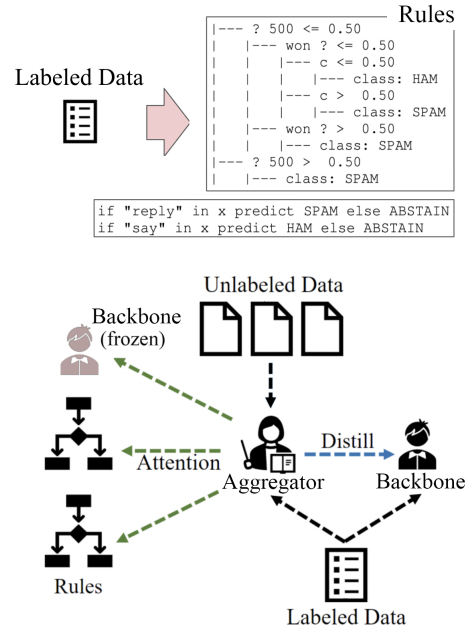 Rules
Labeled Data
|--- ? 500 <= 0.50
|   |--- won ? <= 0.50
|   |   |--- c <= 0.50
|   |   |   |--- class: HAM
|   |   |--- c >  0.50
|   |   |   |--- class: SPAM
|   |--- won ? >  0.50
|   |   |--- class: SPAM
|--- ? 500 >  0.50
|   |--- class: SPAM
if "reply" in x predict SPAM else ABSTAIN
if "say" in x predict HAM else ABSTAIN
Unlabeled Data
Backbone
(frozen)
Attention
Distill
Aggregator
Backbone
Rules
Labeled Data